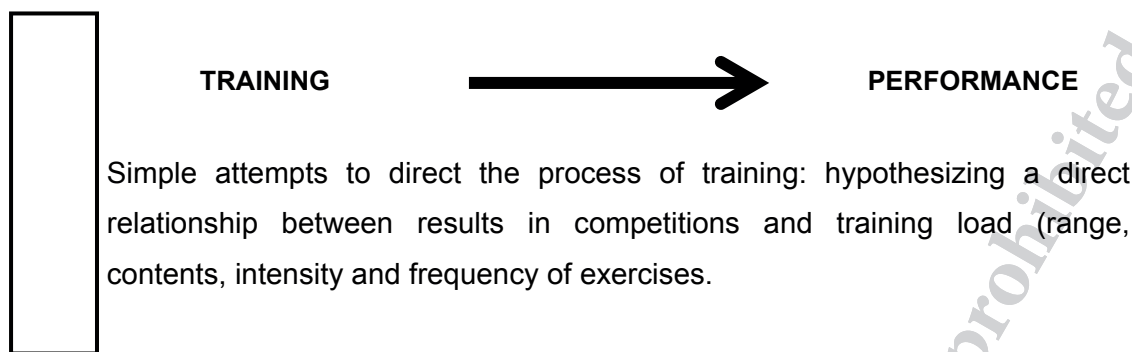 TRAINING PERFORMANCE
Simple attempts to direct the process of training: hypothesizing a direct
relationship between results in competitions and training load (range,
contents, intensity and frequency of exercises.
prohibited